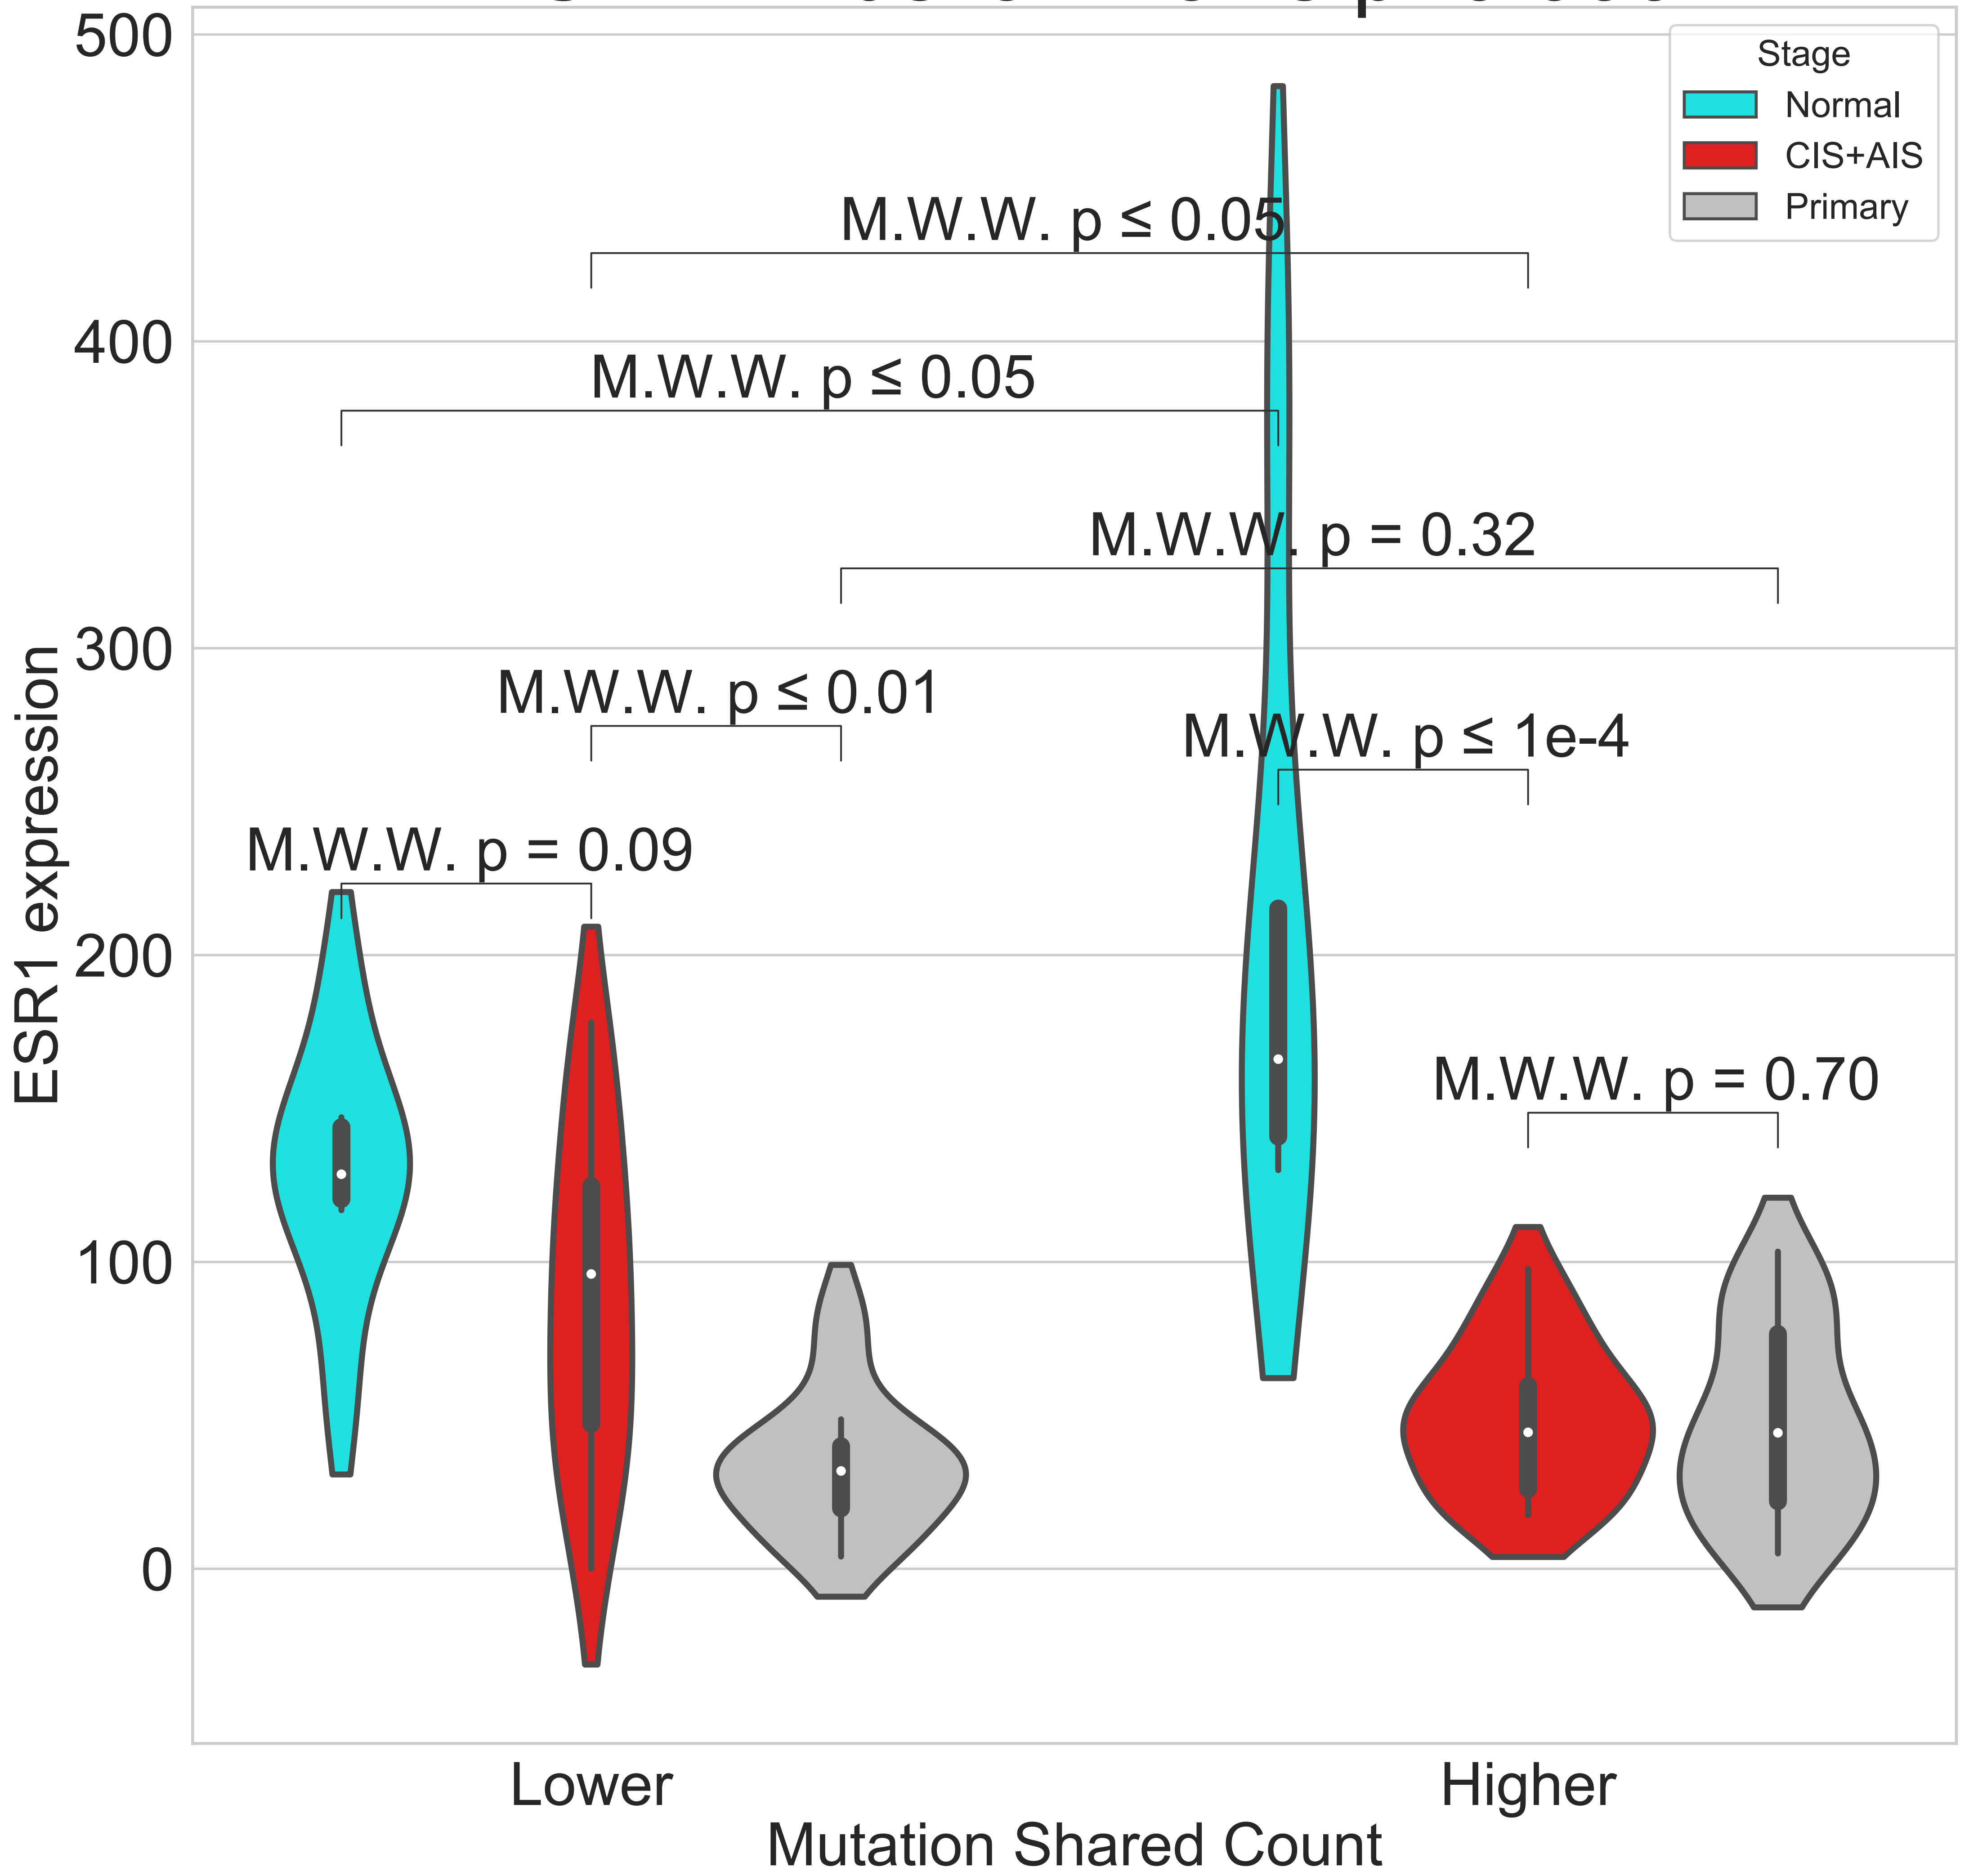 500
400
300
200
100
0
ESR1 expression
Stage
Normal
CIS+AIS
Primary
M.W.W. p ≤ 0.05
M.W.W. p ≤ 0.05
M.W.W. p = 0.32
M.W.W. p ≤ 0.01
M.W.W. p ≤ 1e-4
M.W.W. p = 0.09
M.W.W. p = 0.70
Lower
Higher
Mutation Shared Count